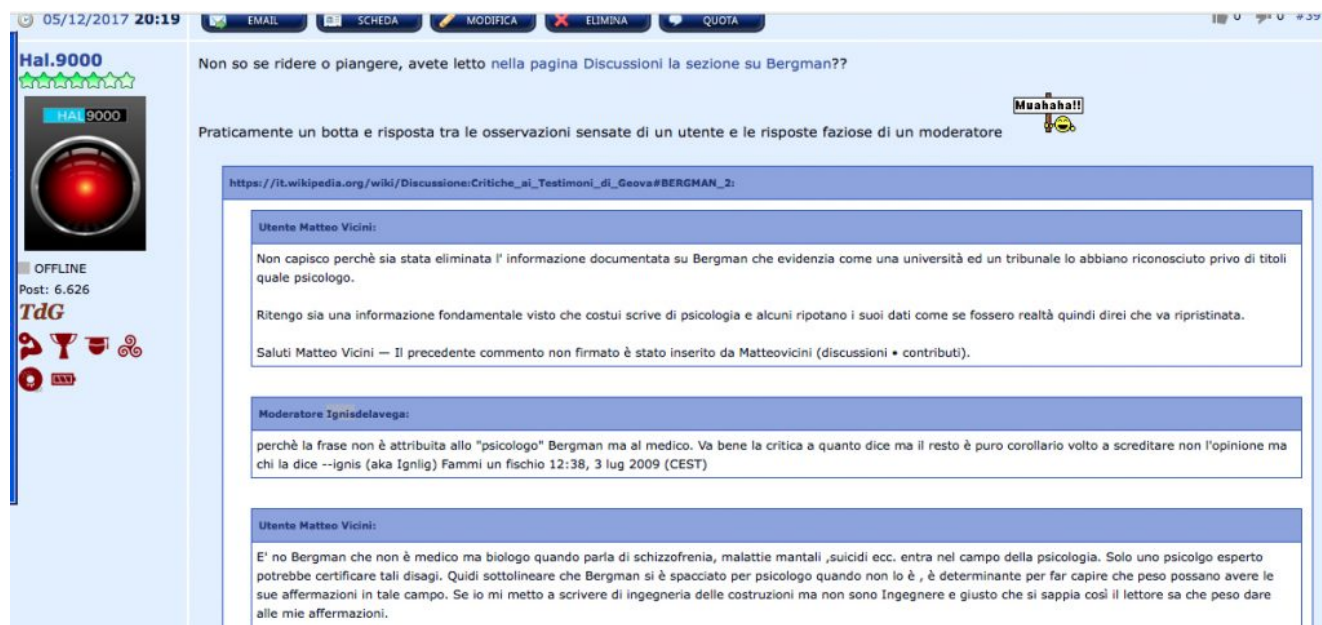 05/12/2017 20:19
EMAIL SCHEDA MODIFICA ELIMINA QUOTA
0 0 #39
Hal.9000
Non so se ridere o piangere, avete letto nella pagina Discussioni la sezione su Bergman??
HAL 9000
Muahaha!!
Praticamente un botta e risposta tra le osservazioni sensate di un utente e le risposte faziose di un moderatore
https://it.wikipedia.org/wiki/Discussione:Critiche_ai_Testimoni_di_Geova#BERGMAN_2:
Utente Matteo Vicini:
Non capisco perchè sia stata eliminata l' informazione documentata su Bergman che evidenzia come una università ed un tribunale lo abbiano riconosciuto privo di titoli
quale psicologo.
OFFLINE
Post: 6.626
TdG
Ritengo sia una informazione fondamentale visto che costui scrive di psicologia e alcuni ripotano i suoi dati come se fossero realtà quindi direi che va ripristinata.
Saluti Matteo Vicini — Il precedente commento non firmato è stato inserito da Matteovicini (discussioni • contributi).
Moderatore Ignisdelavega:
perchè la frase non è attribuita allo "psicologo" Bergman ma al medico. Va bene la critica a quanto dice ma il resto è puro corollario volto a screditare non l'opinione ma
chi la dice --ignis (aka Ignlig) Fammi un fischio 12:38, 3 lug 2009 (CEST)
Utente Matteo Vicini:
E' no Bergman che non è medico ma biologo quando parla di schizzofrenia, malattie mantali ,suicidi ecc. entra nel campo della psicologia. Solo uno psicolgo esperto
potrebbe certificare tali disagi. Quidi sottolineare che Bergman si è spacciato per psicologo quando non lo è , è determinante per far capire che peso possano avere le
sue affermazioni in tale campo. Se io mi metto a scrivere di ingegneria delle costruzioni ma non sono Ingegnere e giusto che si sappia così il lettore sa che peso dare
alle mie affermazioni.